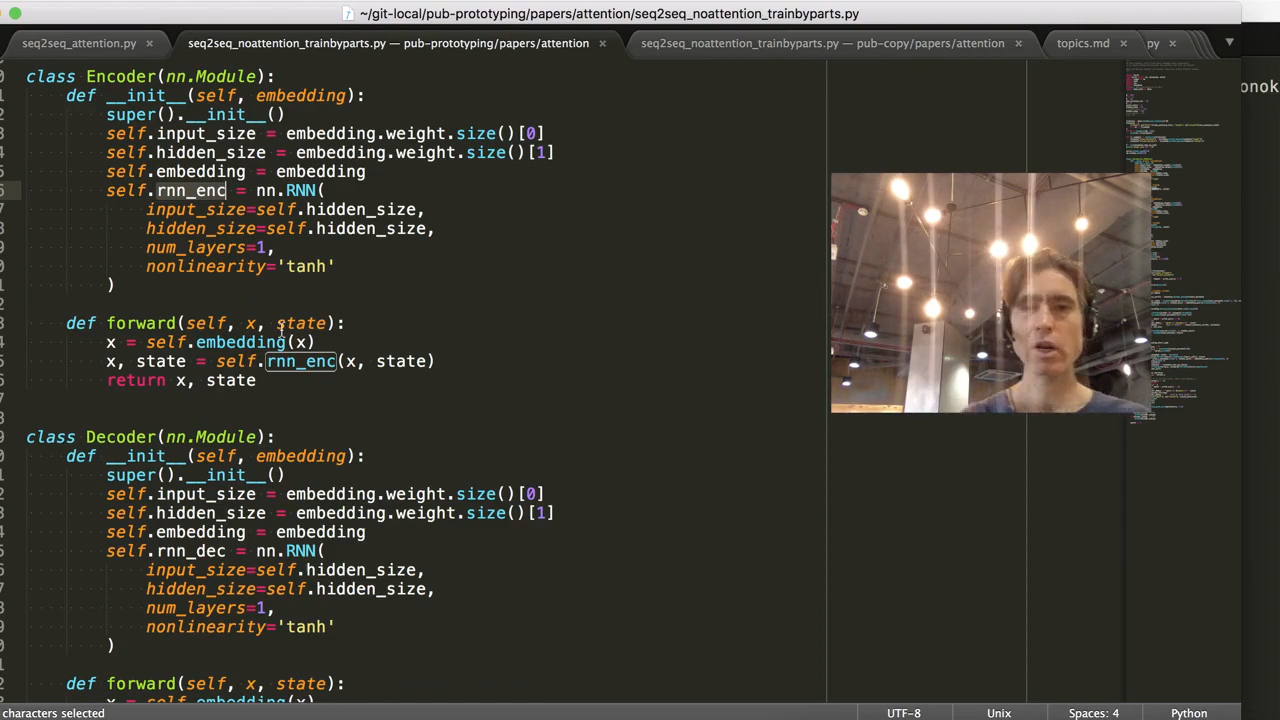 ~/git-local/pub-prototyping/papers/attention/seq2seq_noattention_trainbyparts.py
seq2seq_attention.py × seq2seq_noattention_trainbyparts.py — pub-prototyping/papers/attention × seq2seq_noattention_trainbyparts.py — pub-copy/papers/attention × topics.md × py ×
onok
class Encoder(nn.Module):
def __init__(self, embedding):
super().__init__()
self.input_size = embedding.weight.size()[0]
self.hidden_size = embedding.weight.size()[1]
self.embedding = embedding
self.rnn_enc = nn.RNN(
input_size=self.hidden_size,
hidden_size=self.hidden_size,
num_layers=1,
nonlinearity='tanh'
)
def forward(self, x, state):
x = self.embedding(x)
x, state = self.rnn_enc(x, state)
return x, state
class Decoder(nn.Module):
def __init__(self, embedding):
super().__init__()
self.input_size = embedding.weight.size()[0]
self.hidden_size = embedding.weight.size()[1]
self.embedding = embedding
self.rnn_dec = nn.RNN(
input_size=self.hidden_size,
hidden_size=self.hidden_size,
num_layers=1,
nonlinearity='tanh'
)
def forward(self, x, state):
x = self.embedding(x)
characters selected UTF-8 Unix Spaces: 4 Python